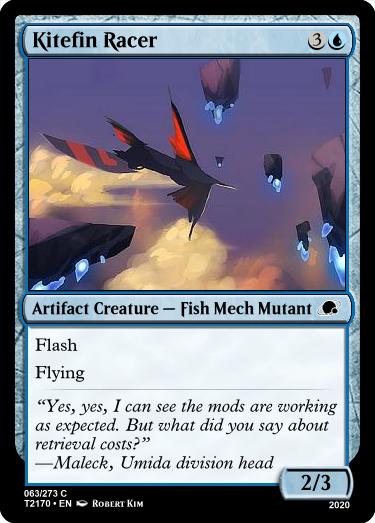 Kitefin Racer 3
Artifact Creature — Fish Mech Mutant
Flash
Flying
“Yes, yes, I can see the mods are working
as expected. But what did you say about
retrieval costs?”
—Maleck, Umida division head
2/3
063/273 C
T2170 • EN Robert Kim
2020